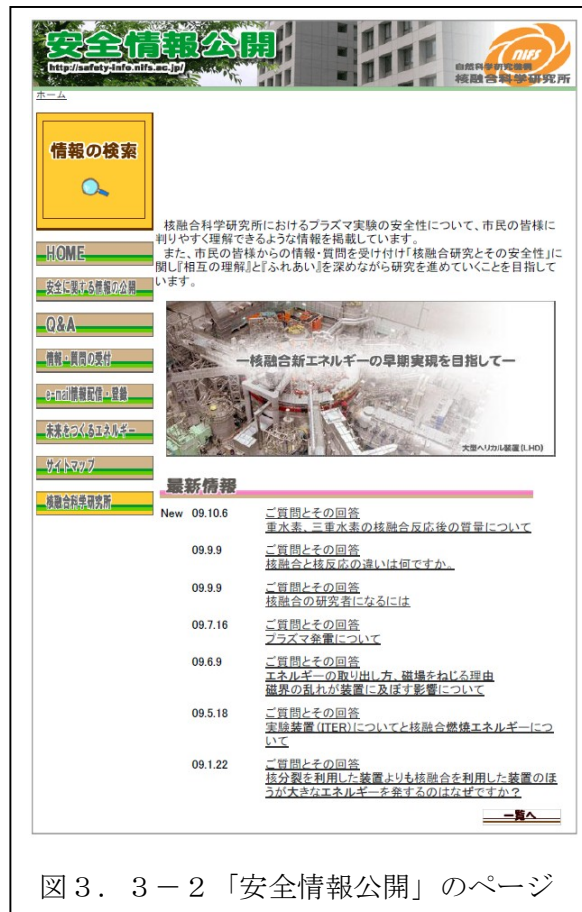 安全情報公開
http://safety-info.nifs.ac.jp/
NIFS
自然科学研究機構
核融合科学研究所
ホーム
情報の検索
HOME
安全に関する情報の公開
Q&A
情報・質問の受付
e-mail情報配信・登録
未来をつくるエネルギー
サイトマップ
核融合科学研究所
核融合科学研究所におけるプラズマ実験の安全性について、市民の皆様に
判りやすく理解できるような情報を掲載しています。
また、市民の皆様からの情報・質問を受け付け「核融合研究とその安全性」に
関し『相互の理解』と『ふれあい』を深めながら研究を進めていくことを目指して
います。
―核融合新エネルギーの早期実現を目指して―
大型ヘリカル装置(LHD)
最新情報
New 09.10.6 ご質問とその回答
重水素、三重水素の核融合反応後の質量について
09.9.9 ご質問とその回答
核融合と核反応の違いは何ですか。
09.9.9 ご質問とその回答
核融合の研究者になるには
09.7.16 ご質問とその回答
プラズマ発電について
09.6.9 ご質問とその回答
エネルギーの取り出し方、磁場をねじる理由
磁界の乱れが装置に及ぼす影響について
09.5.18 ご質問とその回答
実験装置(ITER)についてと核融合燃焼エネルギーにつ
いて
09.1.22 ご質問とその回答
核分裂を利用した装置よりも核融合を利用した装置のほ
うが大きなエネルギーを発するのはなぜですか？
一覧へ
図３．３－２「安全情報公開」のページ